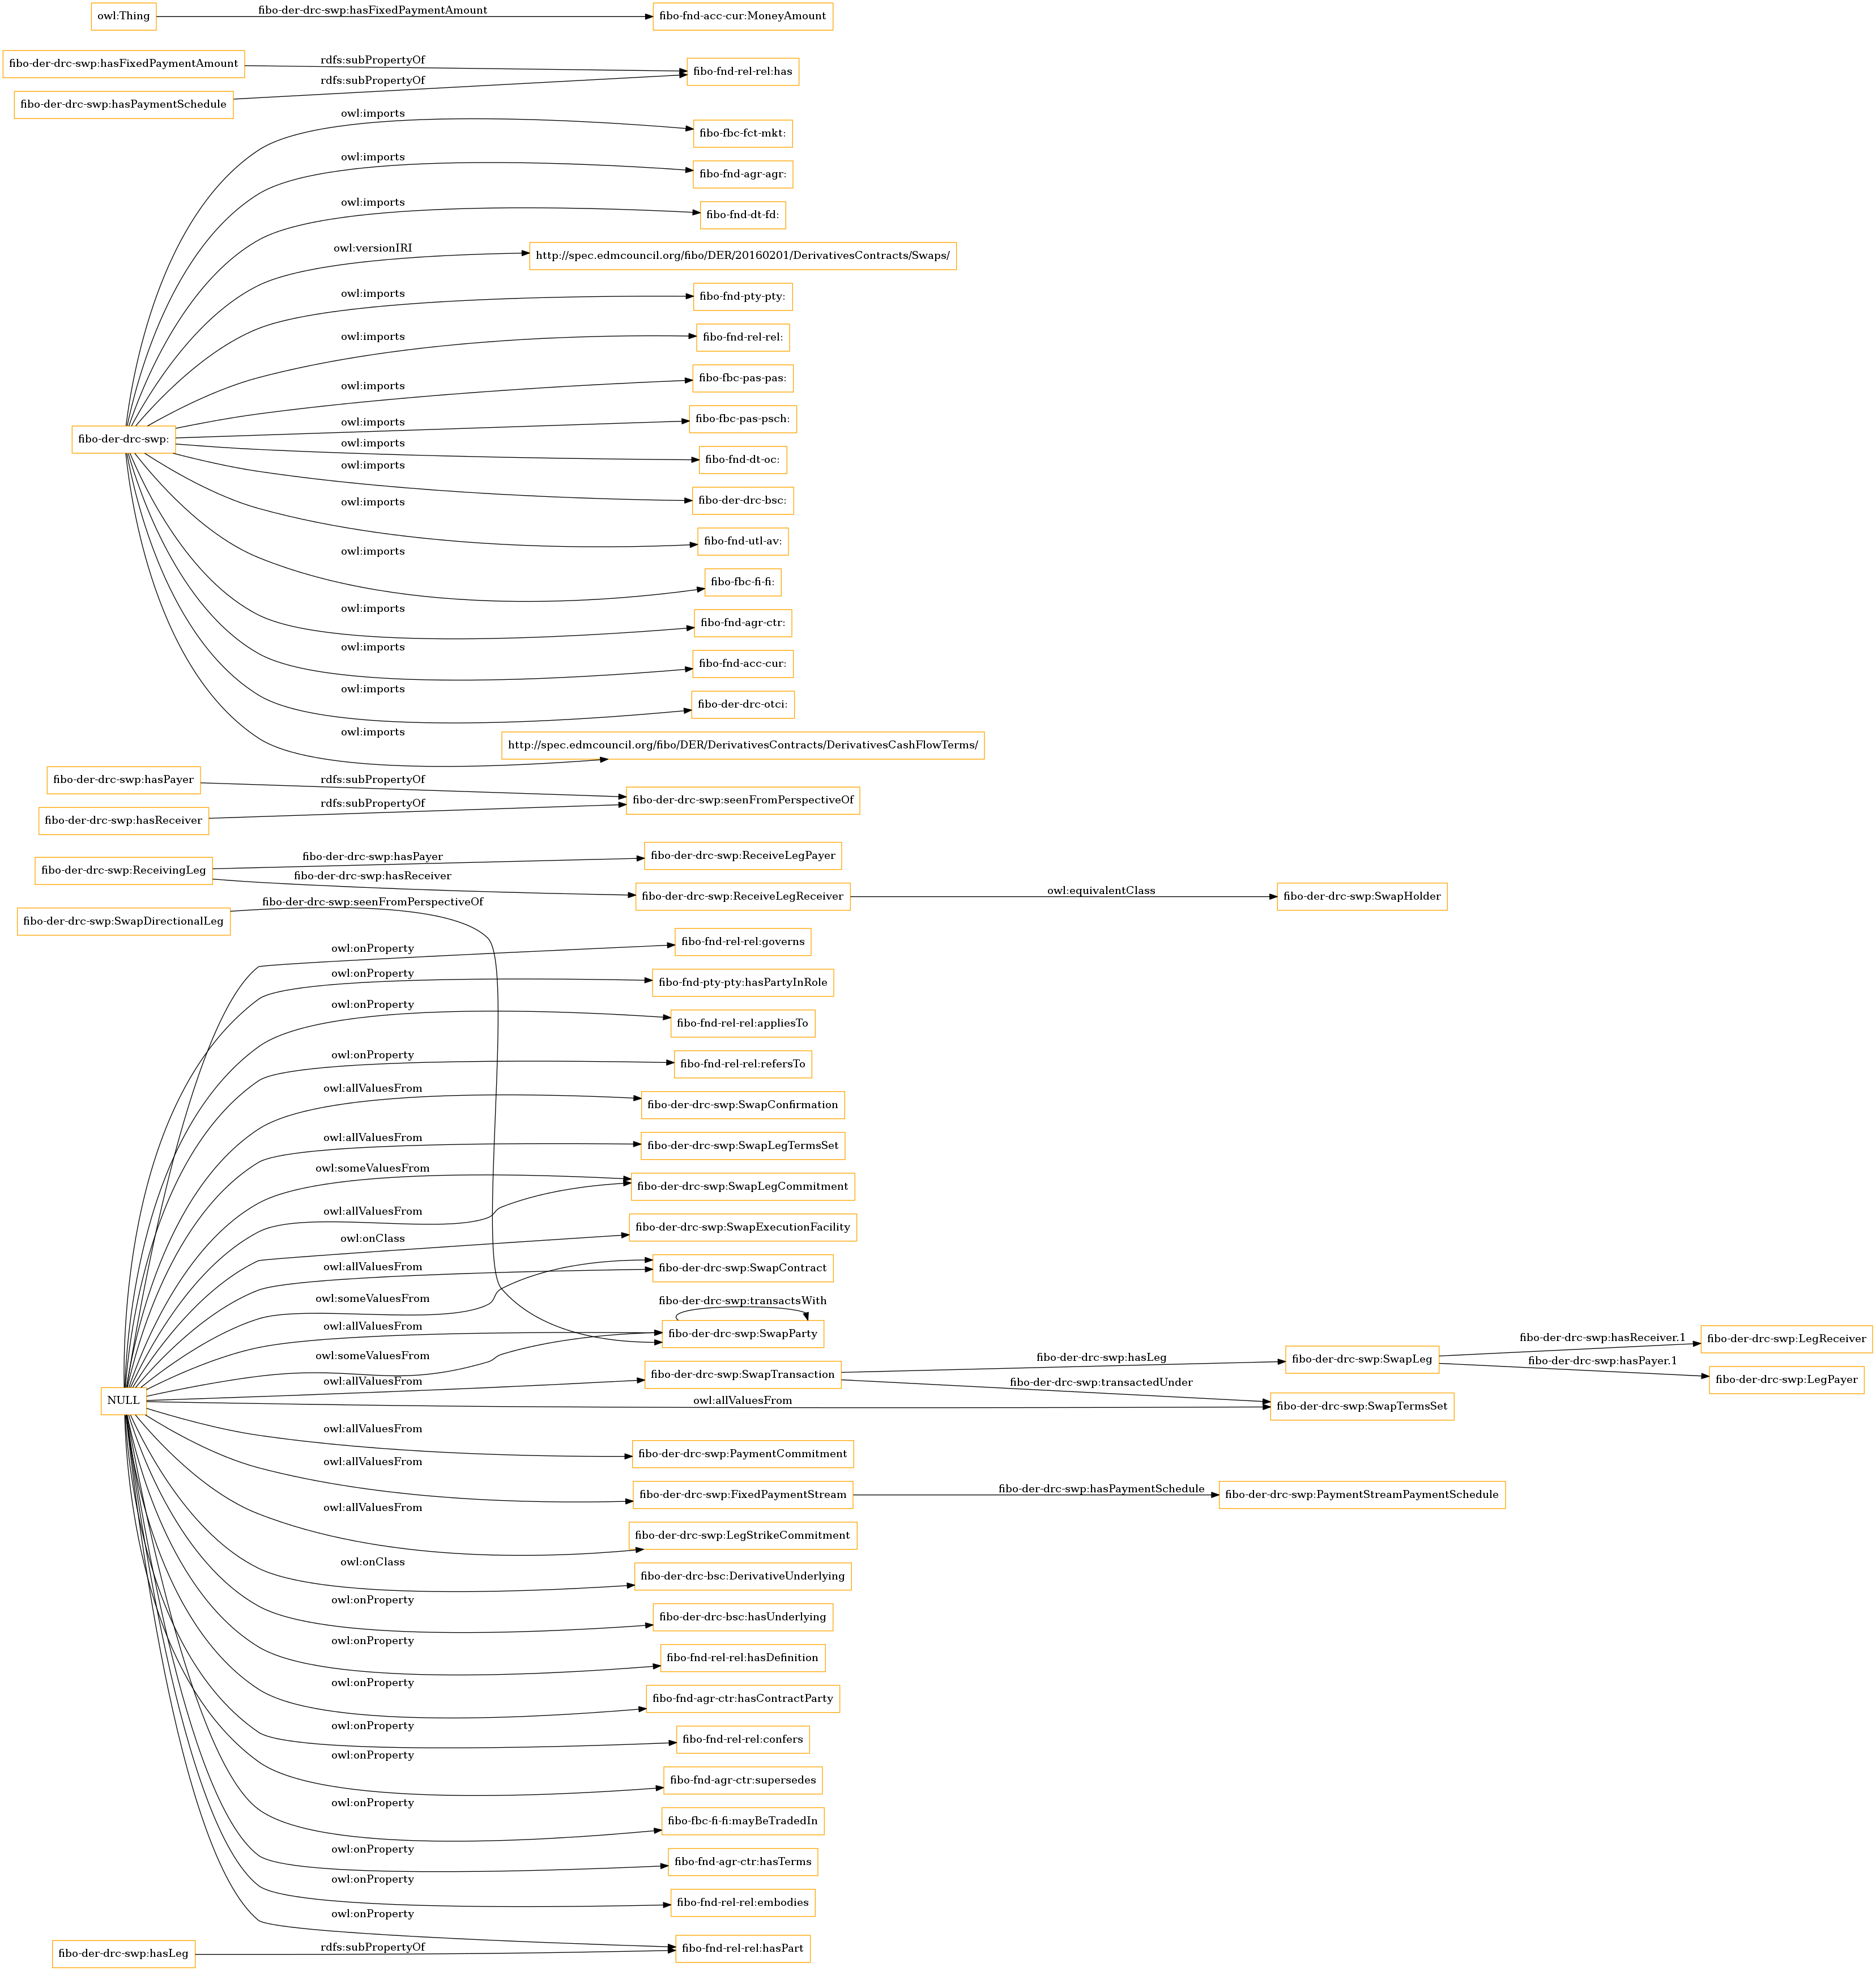 owl:Thing
fibo-der-drc-swp:hasFixedPaymentAmount
fibo-fnd-acc-cur:MoneyAmount
fibo-der-drc-swp:hasFixedPaymentAmount
rdfs:subPropertyOf
fibo-fnd-rel-rel:has
rdfs:subPropertyOf
fibo-der-drc-swp:hasPaymentSchedule
owl:imports
fibo-fbc-fct-mkt:
owl:imports
fibo-fnd-agr-agr:
owl:imports
fibo-fnd-dt-fd:
owl:versionIRI
http://spec.edmcouncil.org/fibo/DER/20160201/DerivativesContracts/Swaps/
owl:imports
fibo-fnd-pty-pty:
owl:imports
fibo-fnd-rel-rel:
owl:imports
fibo-fbc-pas-pas:
owl:imports
fibo-fbc-pas-psch:
fibo-der-drc-swp:
owl:imports
fibo-fnd-dt-oc:
owl:imports
fibo-der-drc-bsc:
owl:imports
fibo-fnd-utl-av:
owl:imports
fibo-fbc-fi-fi:
owl:imports
fibo-fnd-agr-ctr:
owl:imports
fibo-fnd-acc-cur:
owl:imports
fibo-der-drc-otci:
owl:imports
http://spec.edmcouncil.org/fibo/DER/DerivativesContracts/DerivativesCashFlowTerms/
fibo-der-drc-swp:hasPayer
rdfs:subPropertyOf
fibo-der-drc-swp:seenFromPerspectiveOf
rdfs:subPropertyOf
fibo-der-drc-swp:hasReceiver
fibo-der-drc-swp:ReceivingLeg
fibo-der-drc-swp:hasPayer
fibo-der-drc-swp:ReceiveLegPayer
fibo-der-drc-swp:hasReceiver
fibo-der-drc-swp:ReceiveLegReceiver
owl:equivalentClass
fibo-der-drc-swp:SwapHolder
fibo-der-drc-swp:SwapDirectionalLeg
fibo-der-drc-swp:seenFromPerspectiveOf
owl:onProperty
fibo-fnd-rel-rel:governs
owl:onProperty
fibo-fnd-pty-pty:hasPartyInRole
owl:onProperty
fibo-fnd-rel-rel:appliesTo
owl:onProperty
fibo-fnd-rel-rel:refersTo
owl:allValuesFrom
fibo-der-drc-swp:SwapConfirmation
owl:allValuesFrom
fibo-der-drc-swp:SwapLegTermsSet
owl:someValuesFrom
fibo-der-drc-swp:SwapLegCommitment
owl:allValuesFrom
owl:onClass
fibo-der-drc-swp:SwapExecutionFacility
owl:allValuesFrom
fibo-der-drc-swp:SwapContract
owl:someValuesFrom
fibo-der-drc-swp:transactsWith
owl:allValuesFrom
fibo-der-drc-swp:SwapParty
owl:someValuesFrom
fibo-der-drc-swp:SwapTransaction
fibo-der-drc-swp:hasLeg
fibo-der-drc-swp:SwapLeg
fibo-der-drc-swp:hasReceiver.1
fibo-der-drc-swp:LegReceiver
fibo-der-drc-swp:hasPayer.1
fibo-der-drc-swp:LegPayer
owl:allValuesFrom
fibo-der-drc-swp:transactedUnder
NULL
owl:allValuesFrom
fibo-der-drc-swp:SwapTermsSet
owl:allValuesFrom
fibo-der-drc-swp:PaymentCommitment
owl:allValuesFrom
fibo-der-drc-swp:FixedPaymentStream
fibo-der-drc-swp:hasPaymentSchedule
fibo-der-drc-swp:PaymentStreamPaymentSchedule
owl:allValuesFrom
fibo-der-drc-swp:LegStrikeCommitment
owl:onClass
fibo-der-drc-bsc:DerivativeUnderlying
owl:onProperty
fibo-der-drc-bsc:hasUnderlying
owl:onProperty
fibo-fnd-rel-rel:hasDefinition
owl:onProperty
fibo-fnd-agr-ctr:hasContractParty
owl:onProperty
fibo-fnd-rel-rel:confers
owl:onProperty
fibo-fnd-agr-ctr:supersedes
owl:onProperty
fibo-fbc-fi-fi:mayBeTradedIn
owl:onProperty
fibo-fnd-agr-ctr:hasTerms
owl:onProperty
fibo-fnd-rel-rel:embodies
owl:onProperty
fibo-fnd-rel-rel:hasPart
fibo-der-drc-swp:hasLeg
rdfs:subPropertyOf